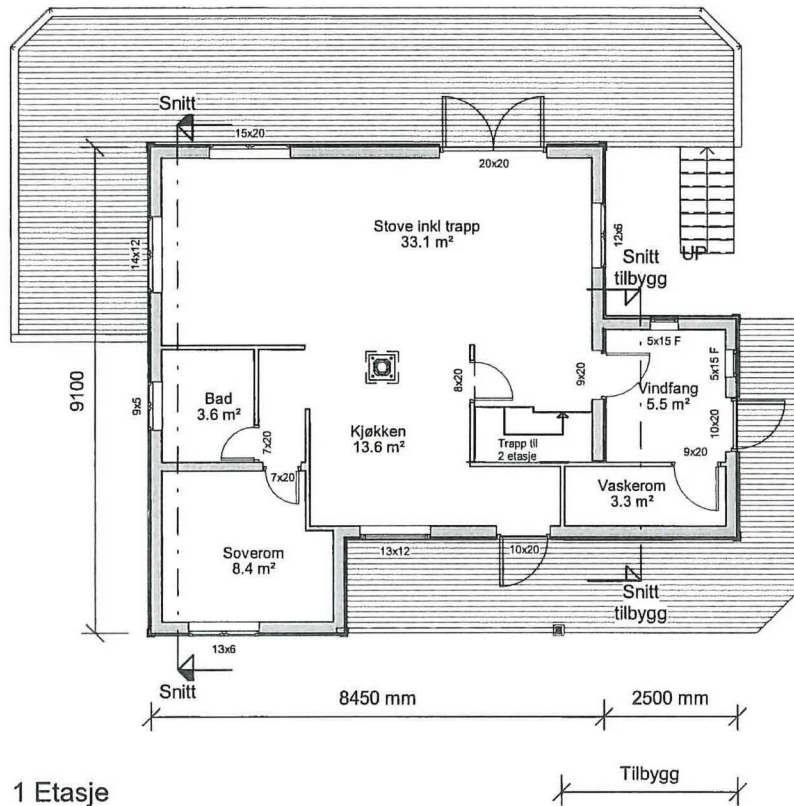 Snitt
15x20
20x20
Stove inkl trapp
33.1 m²
14x12
12x6
UP
Snitt
tilbygg
5x15 F
5x15 F
9100
9x5
Bad
3.6 m²
7x20
7x20
8x20
9x20
Vindfang
5.5 m²
10x20
9x20
Kjøkken
13.6 m²
Trapp til
2 etasje
Vaskerom
3.3 m²
Soverom
8.4 m²
13x12
10x20
Snitt
tilbygg
13x6
Snitt
8450 mm
2500 mm
Tilbygg
1 Etasje